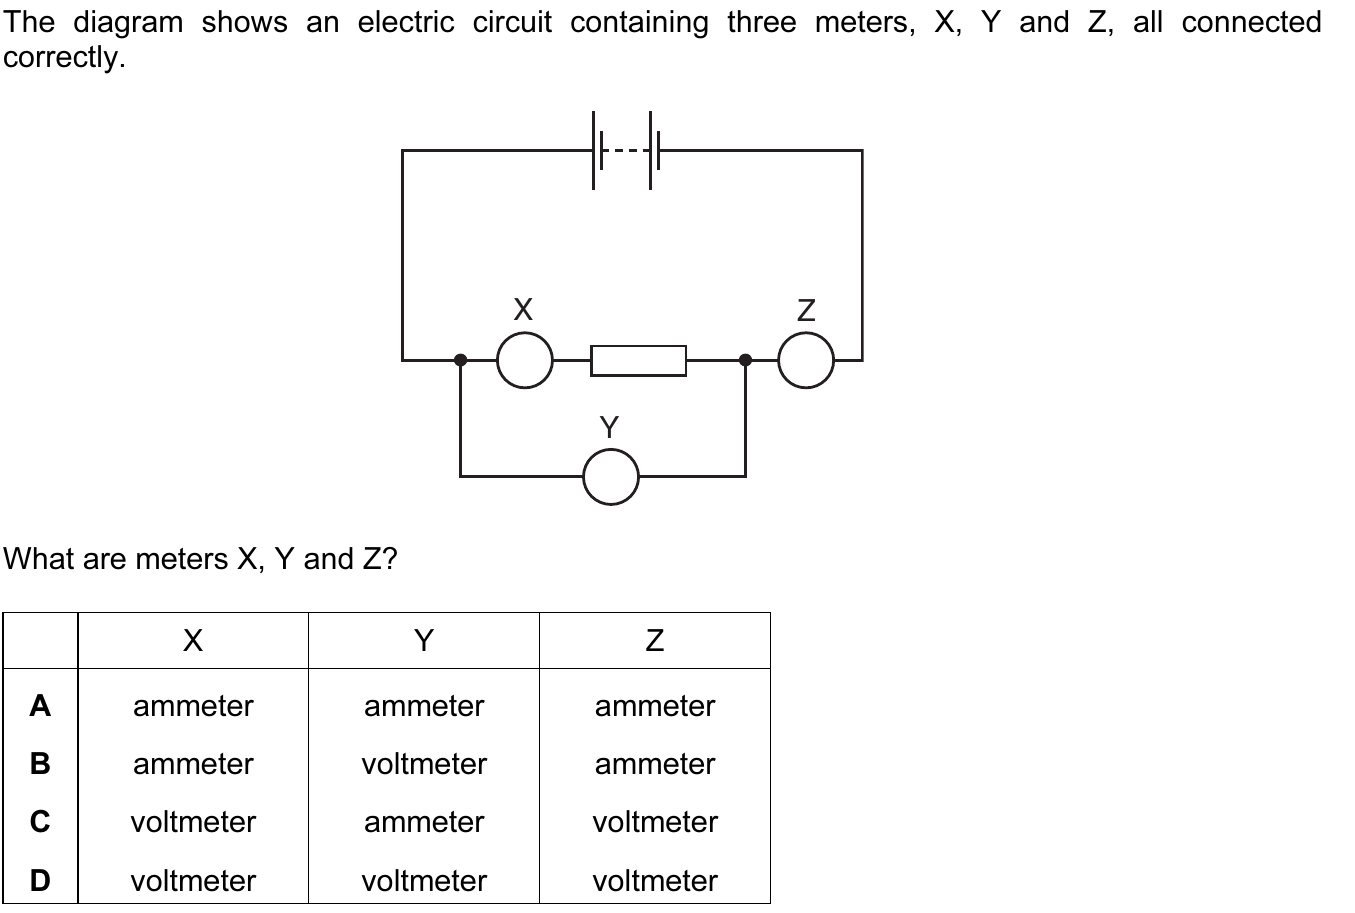 The diagram shows an electric circuit containing three meters, X, Y and Z, all connected
correctly.
X
Z
Y
What are meters X, Y and Z?
X Y Z
A ammeter ammeter ammeter
B ammeter voltmeter ammeter
C voltmeter ammeter voltmeter
D voltmeter voltmeter voltmeter